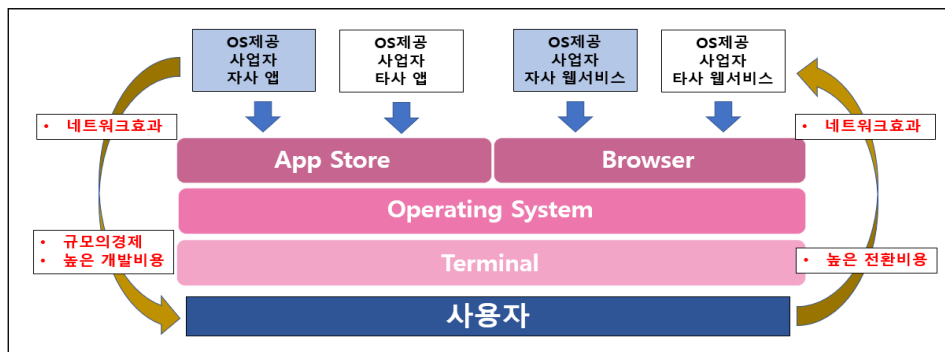 OS제공
사업자
자사 앱
OS제공
사업자
타사 앱
OS제공
사업자
자사 웹서비스
OS제공
사업자
타사 웹서비스
• 네트워크효과
• 네트워크효과
App Store
Browser
Operating System
• 규모의경제
• 높은 개발비용
Terminal
• 높은 전환비용
사용자